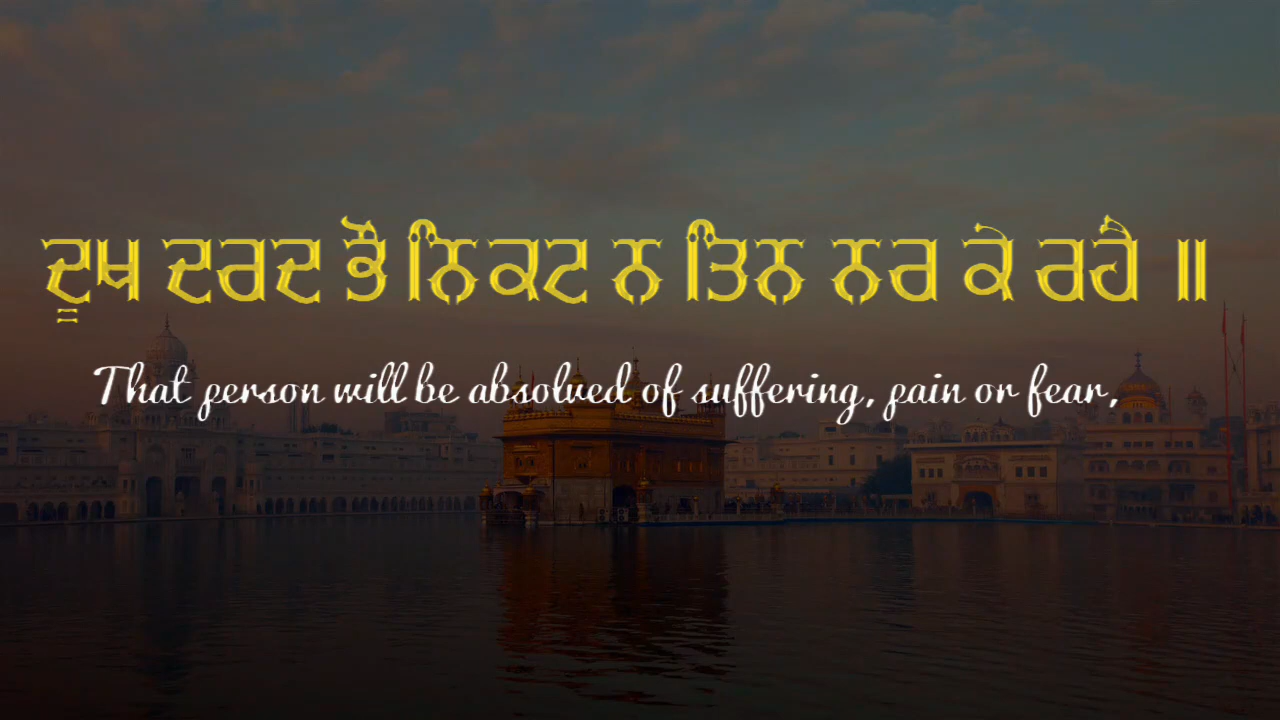 ਦੂਖ ਦਰਦ ਭੌ ਨਿਕਟ ਨ ਤਿਨ ਨਰ ਕੇ ਰਹੈ ॥
That person will be absolved of suffering, pain or fear,